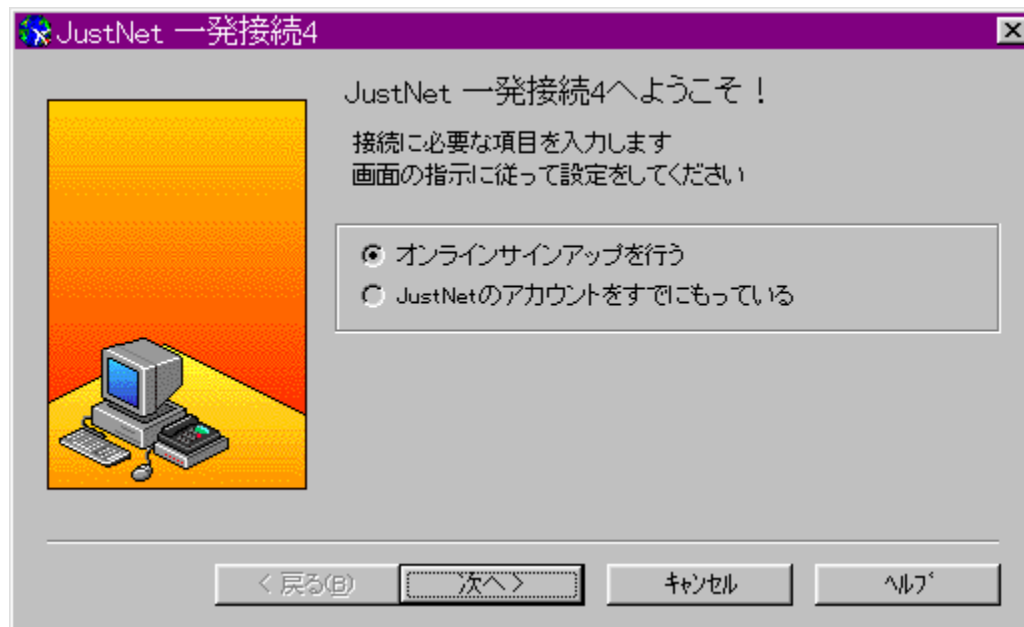 JustNet 一発接続4
JustNet 一発接続4へようこそ！
接続に必要な項目を入力します
画面の指示に従って設定をしてください
オンラインサインアップを行う
JustNetのアカウントをすでにもっている
< 戻る(B)
次へ >
ｷｬﾝｾﾙ
ﾍﾙﾌﾟ